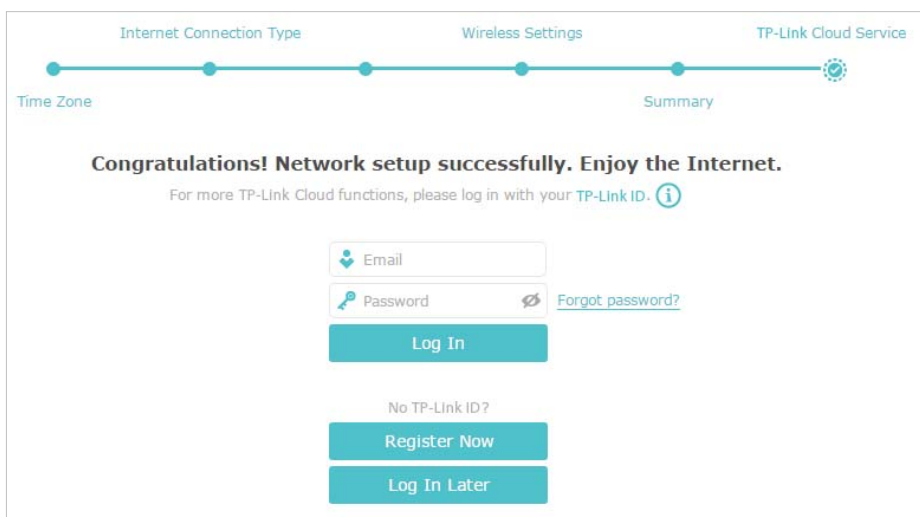 Internet Connection Type Wireless Settings TP-Link Cloud Service
Time Zone Summary
Congratulations! Network setup successfully. Enjoy the Internet.
For more TP-Link Cloud functions, please log in with your TP-Link ID.
Email
Password Forgot password?
Log In
No TP-Link ID?
Register Now
Log In Later